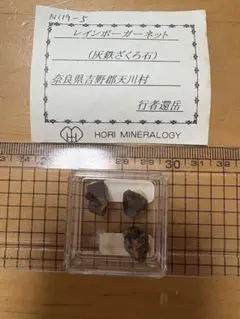 N119-5
レインボーガーネット
(灰鉄ざくろ石)
奈良県吉野郡天川村
行者還岳
HORI MINERALOGY
30